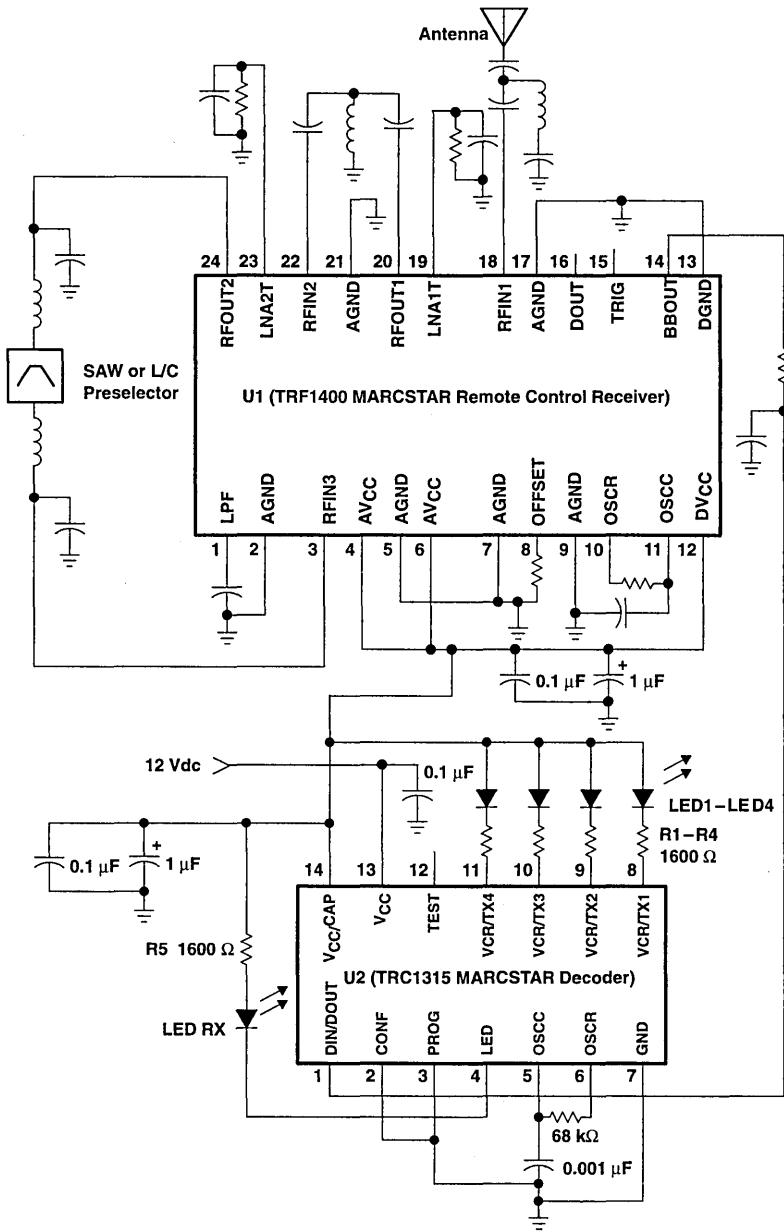 Antenna
24 23 22 21 20 19 18 17 16 15 14 13
RFOUT2 LNA2T RFIN2 AGND RFOUT1 LNA1T RFIN1 AGND DOUT TRIG BBOUT DGND
SAW or L/C
Preselector
U1 (TRF1400 MARCSTAR Remote Control Receiver)
LPF AGND RFIN3 AVCC AGND AVCC AGND OFFSET AGND OSCR OSCC DVCC
1 2 3 4 5 6 7 8 9 10 11 12
0.1 μF
+
1 μF
12 Vdc
0.1 μF
LED1–LED4
R1–R4
1600 Ω
0.1 μF
+
1 μF
14 13 12 11 10 9 8
VCC/CAP VCC TEST VCR/TX4 VCR/TX3 VCR/TX2 VCR/TX1
R5 1600 Ω
U2 (TRC1315 MARCSTAR Decoder)
LED RX
DIN/DOUT CONF PROG LED OSCC OSCR GND
1 2 3 4 5 6 7
68 kΩ
0.001 μF